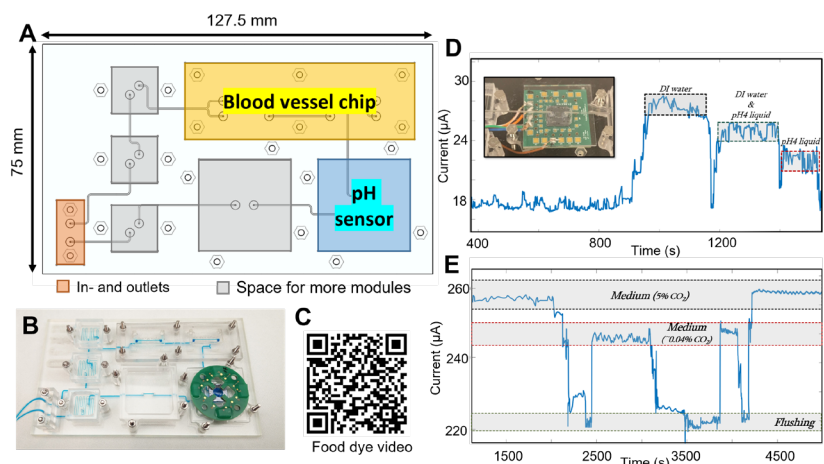 127.5 mm
A
75 mm
Blood vessel chip
pH
sensor
In- and outlets
Space for more modules
B
C
Food dye video
D
30
28
24
18
Current (µA)
DI water
DI water
&
pH4 liquid
pH4 liquid
400
800
1200
Time (s)
E
260
240
220
Current (µA)
Medium (5% CO₂)
Medium
(~0.04% CO₂)
Flushing
1500
2500
3500
4500
Time (s)